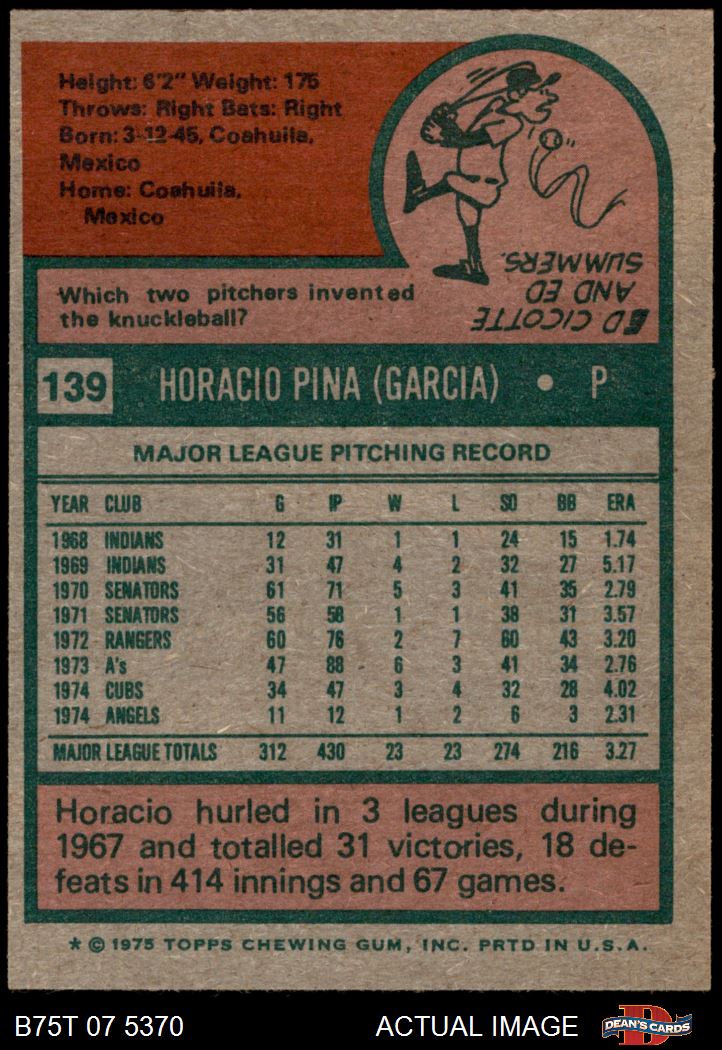 Height: 6'2" Weight: 175
Throws: Right Bats: Right
Born: 3-12-45, Coahuila,
Mexico
Home: Coahuila,
Mexico
Which two pitchers invented
the knuckleball?
ED CICOTTE
AND ED
SUMMERS.
139 HORACIO PINA (GARCIA) • P
MAJOR LEAGUE PITCHING RECORD
YEAR CLUB G IP W L SO BB ERA
1968 INDIANS 12 31 1 1 24 15 1.74
1969 INDIANS 31 47 4 2 32 27 5.17
1970 SENATORS 61 71 5 3 41 35 2.79
1971 SENATORS 56 58 1 1 38 31 3.57
1972 RANGERS 60 76 2 7 60 43 3.20
1973 A's 47 88 6 3 41 34 2.76
1974 CUBS 34 47 3 4 32 28 4.02
1974 ANGELS 11 12 1 2 6 3 2.31
MAJOR LEAGUE TOTALS 312 430 23 23 274 216 3.27
Horacio hurled in 3 leagues during
1967 and totalled 31 victories, 18 de-
feats in 414 innings and 67 games.
* © 1975 TOPPS CHEWING GUM, INC. PRTD IN U.S.A.
B75T 07 5370 ACTUAL IMAGE D DEAN'S CARDS